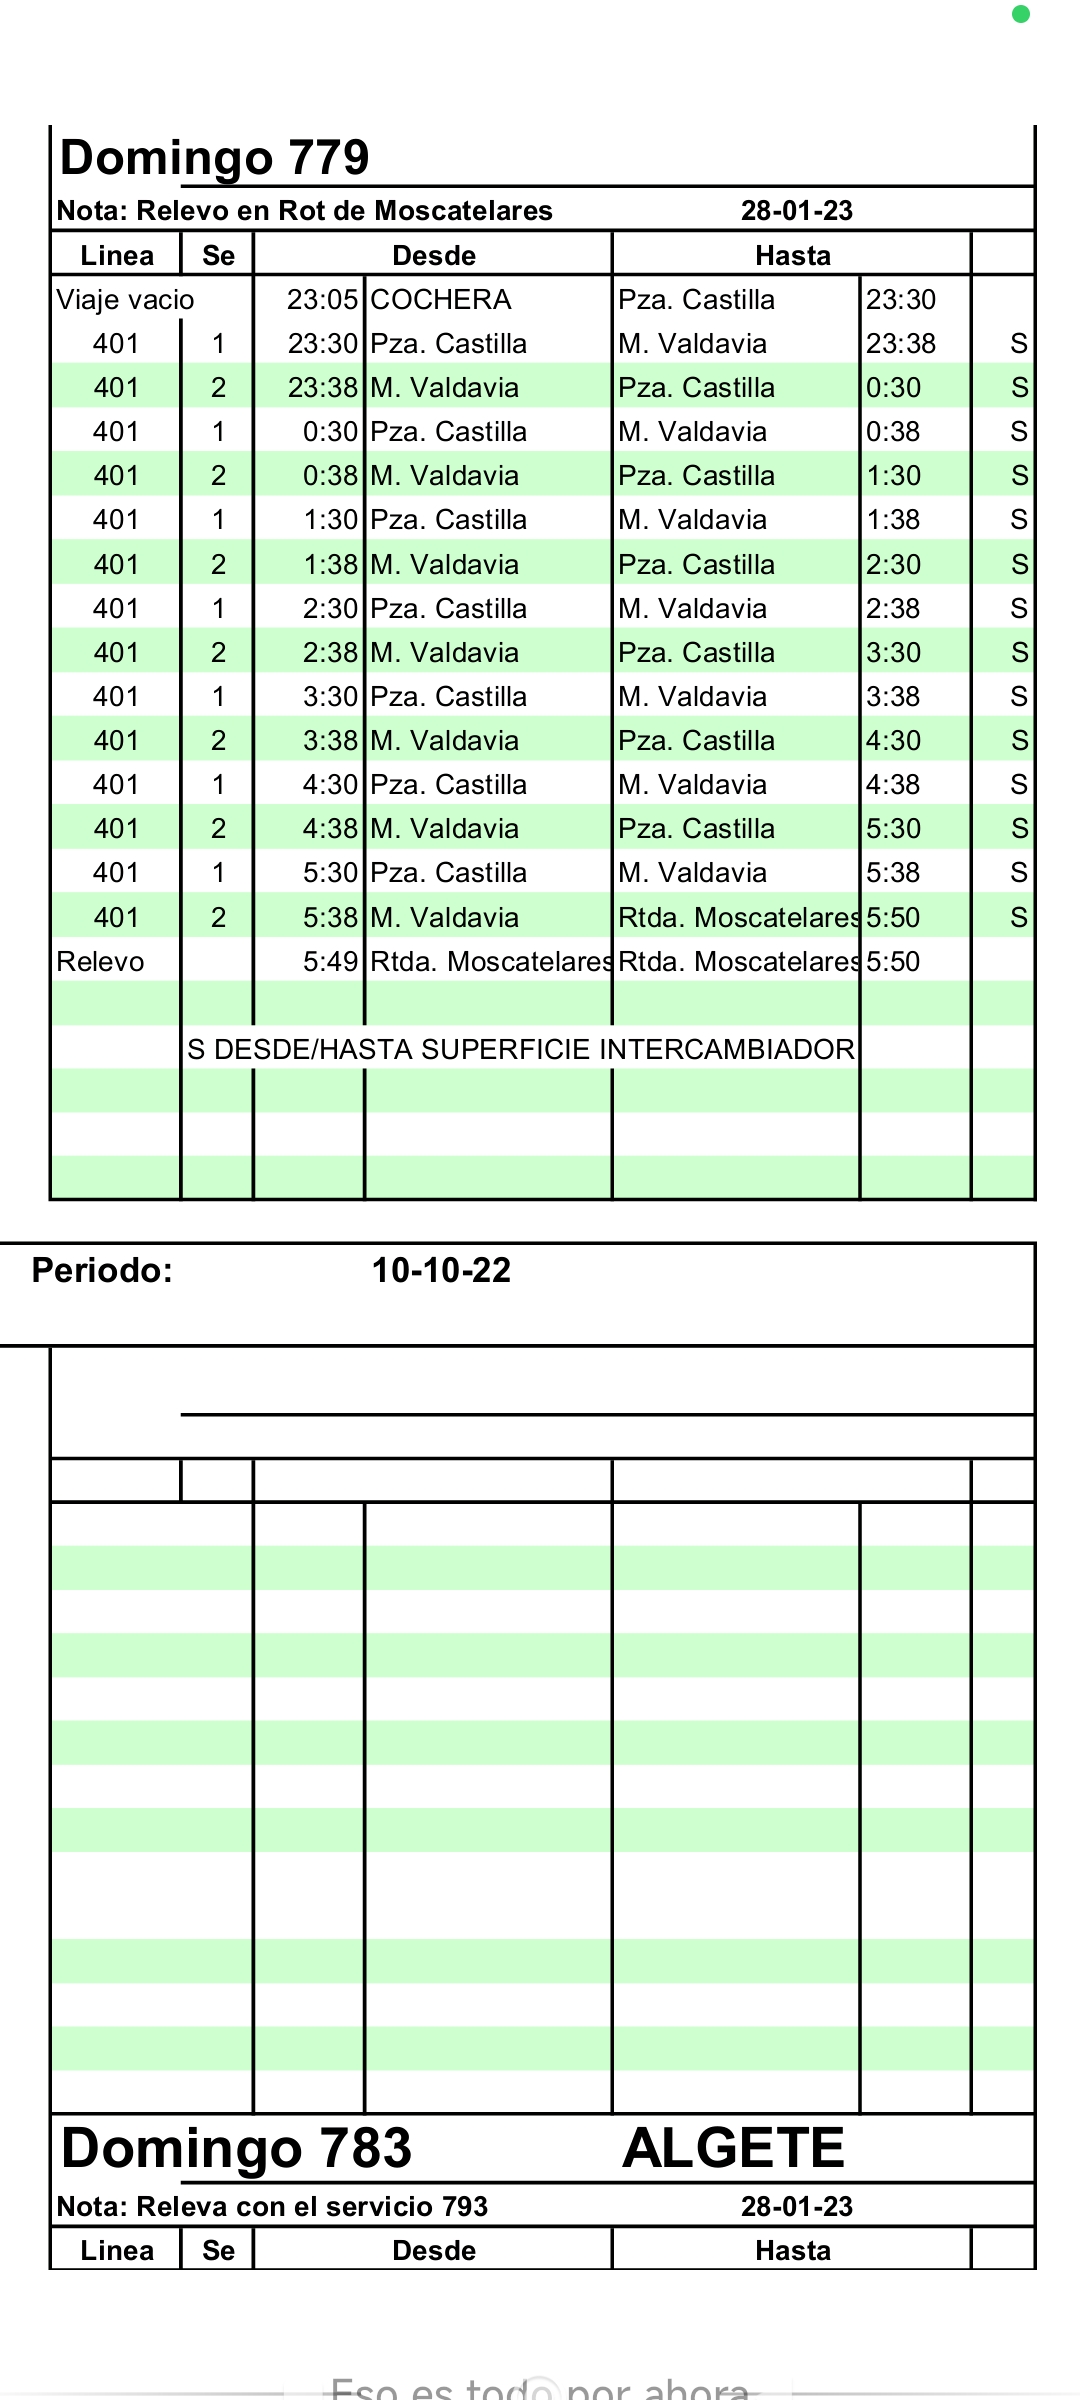 Domingo 779
Nota: Relevo en Rot de Moscatelares 28-01-23
Linea Se Desde Hasta
Viaje vacio 23:05 COCHERA Pza. Castilla 23:30
401 1 23:30 Pza. Castilla M. Valdavia 23:38 S
401 2 23:38 M. Valdavia Pza. Castilla 0:30 S
401 1 0:30 Pza. Castilla M. Valdavia 0:38 S
401 2 0:38 M. Valdavia Pza. Castilla 1:30 S
401 1 1:30 Pza. Castilla M. Valdavia 1:38 S
401 2 1:38 M. Valdavia Pza. Castilla 2:30 S
401 1 2:30 Pza. Castilla M. Valdavia 2:38 S
401 2 2:38 M. Valdavia Pza. Castilla 3:30 S
401 1 3:30 Pza. Castilla M. Valdavia 3:38 S
401 2 3:38 M. Valdavia Pza. Castilla 4:30 S
401 1 4:30 Pza. Castilla M. Valdavia 4:38 S
401 2 4:38 M. Valdavia Pza. Castilla 5:30 S
401 1 5:30 Pza. Castilla M. Valdavia 5:38 S
401 2 5:38 M. Valdavia Rtda. Moscatelares 5:50 S
Relevo 5:49 Rtda. Moscatelares Rtda. Moscatelares 5:50
S DESDE/HASTA SUPERFICIE INTERCAMBIADOR
Periodo: 10-10-22
Domingo 783 ALGETE
Nota: Releva con el servicio 793 28-01-23
Linea Se Desde Hasta
Eso es todo por ahora